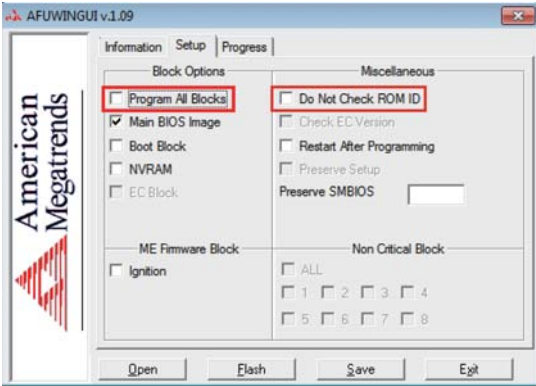 AFUWINGUI v.1.09
Information Setup Progress
Block Options
Program All Blocks
Main BIOS Image
Boot Block
NVRAM
EC Block
ME Firmware Block
Ignition
Miscellaneous
Do Not Check ROM ID
Check EC Version
Restart After Programming
Preserve Setup
Preserve SMBIOS
Non Critical Block
ALL
1 2 3 4
5 6 7 8
American
Megatrends
Open Flash Save Exit